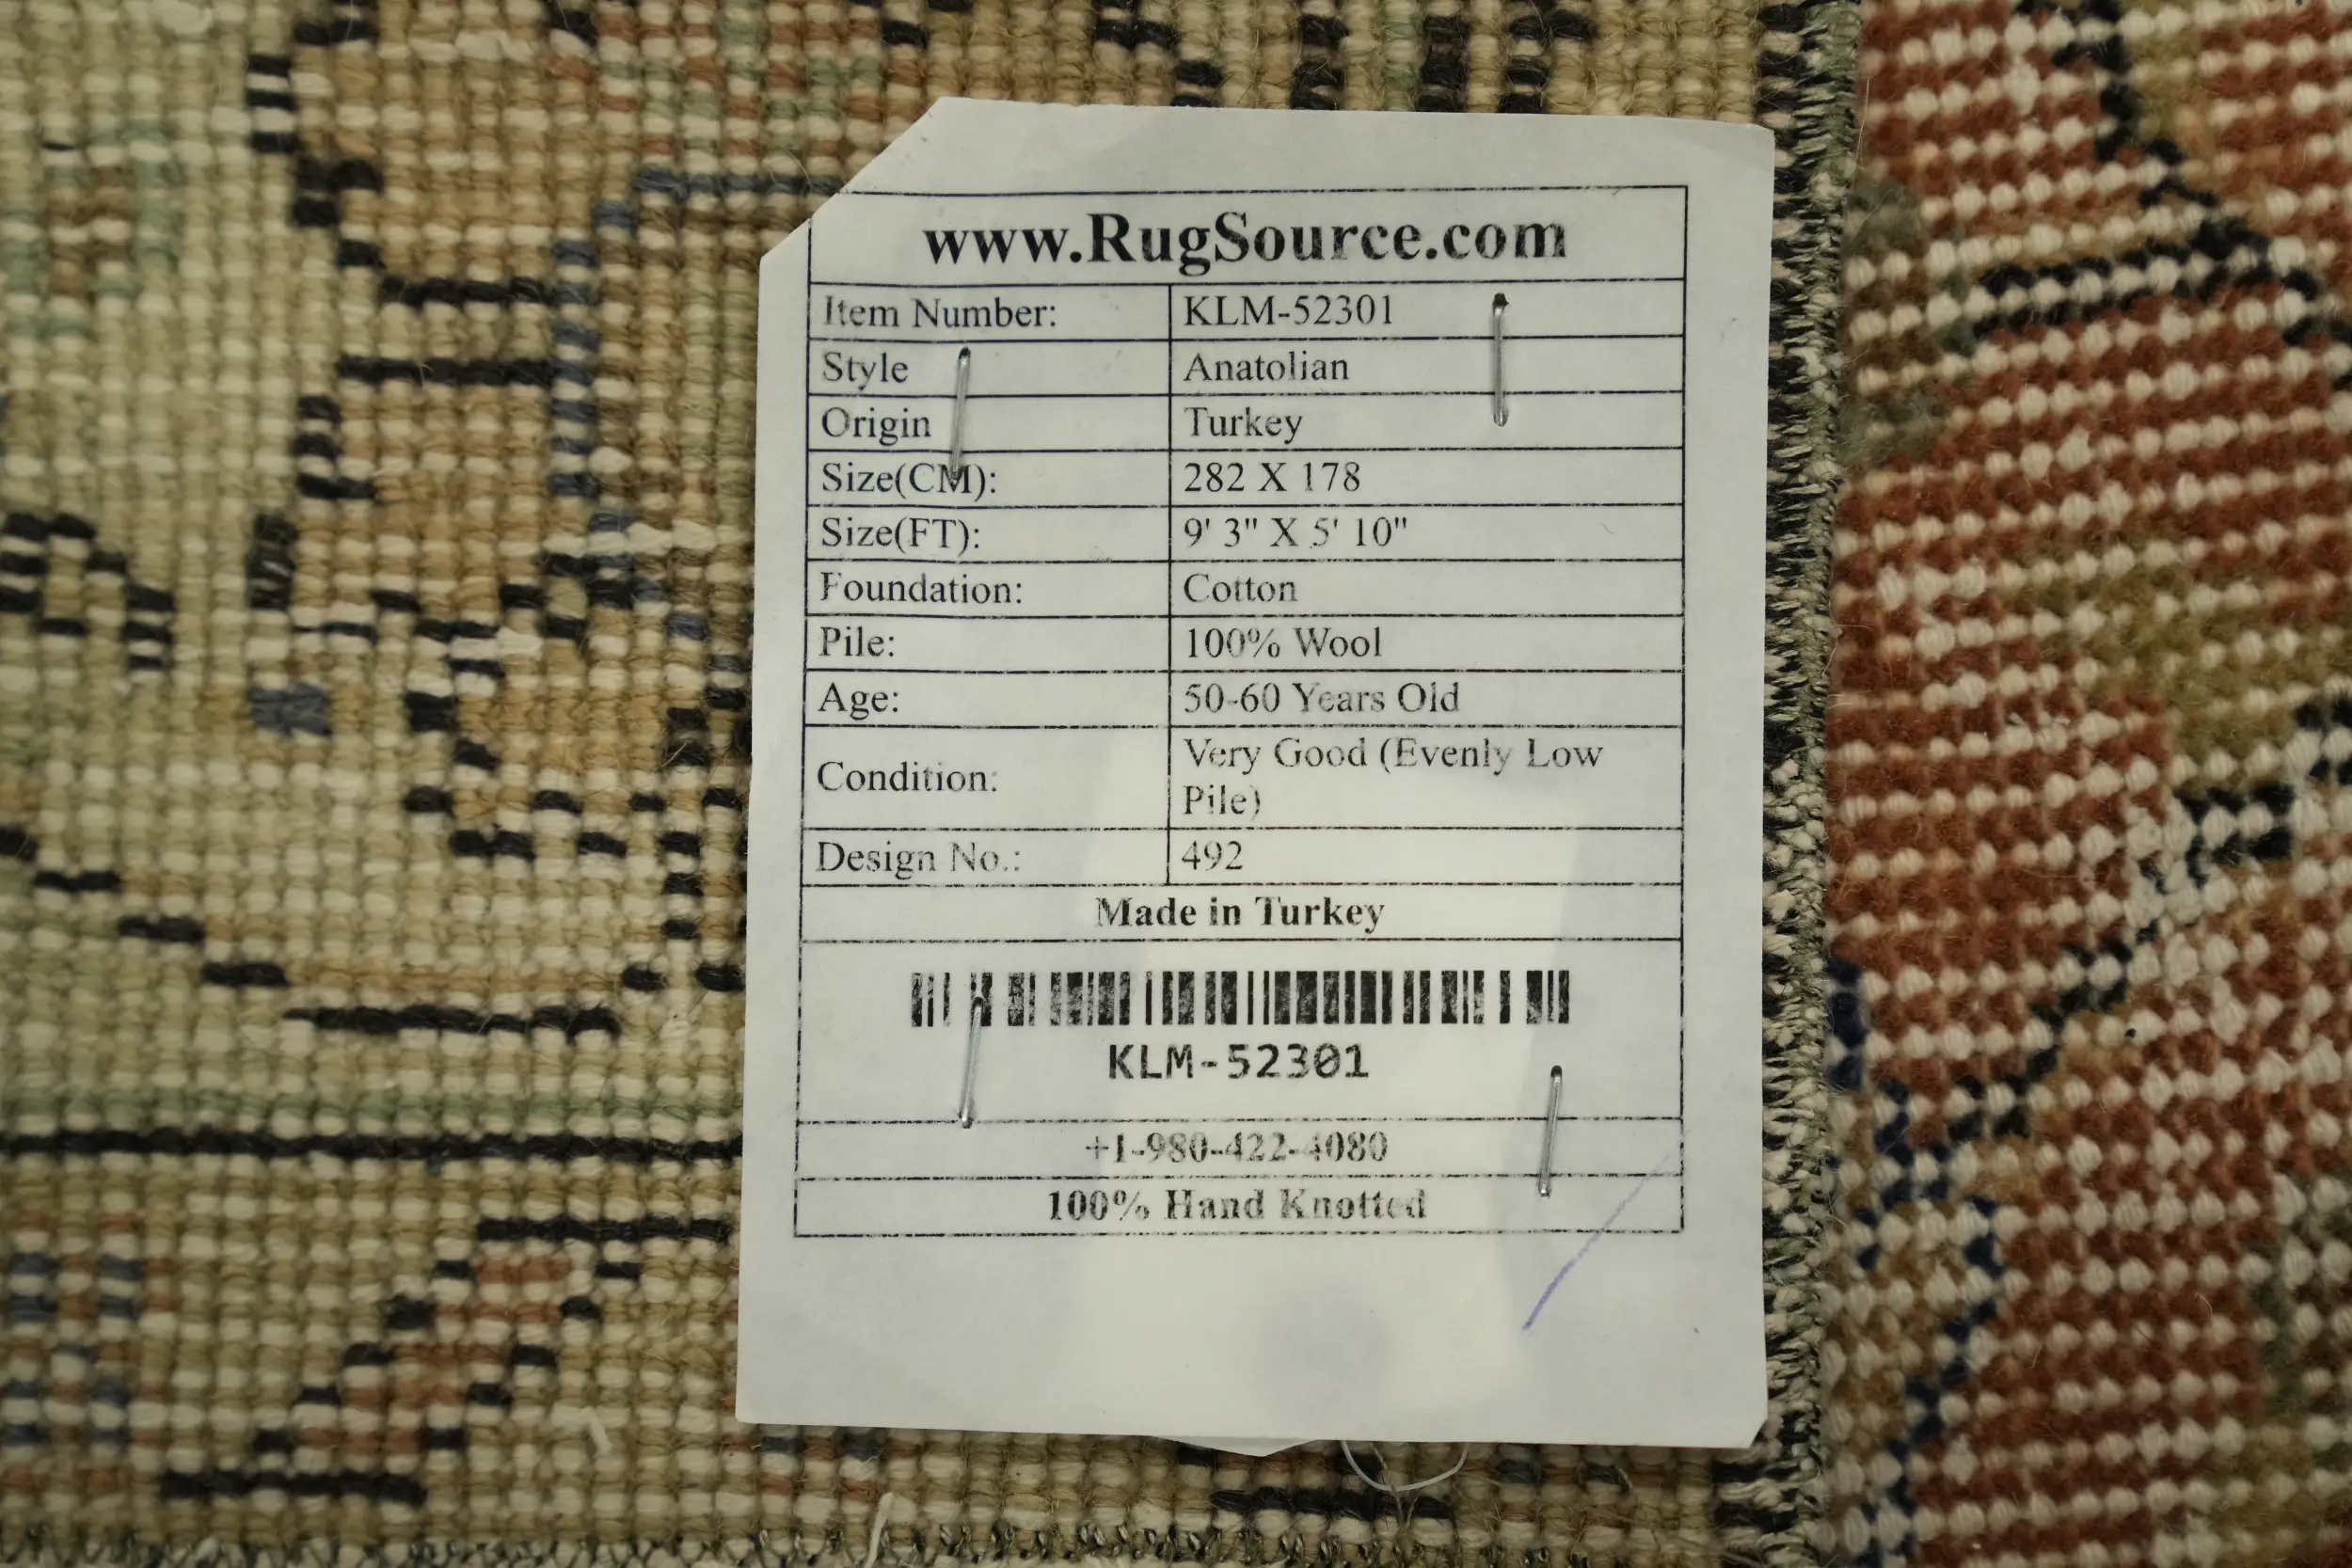 www.RugSource.com
Item Number: KLM-52301
Style Anatolian
Origin Turkey
Size(CM): 282 X 178
Size(FT): 9' 3" X 5' 10"
Foundation: Cotton
Pile: 100% Wool
Age: 50-60 Years Old
Condition: Very Good (Evenly Low
Pile)
Design No.: 492
Made in Turkey
KLM-52301
+1-980-422-4080
100% Hand Knotted